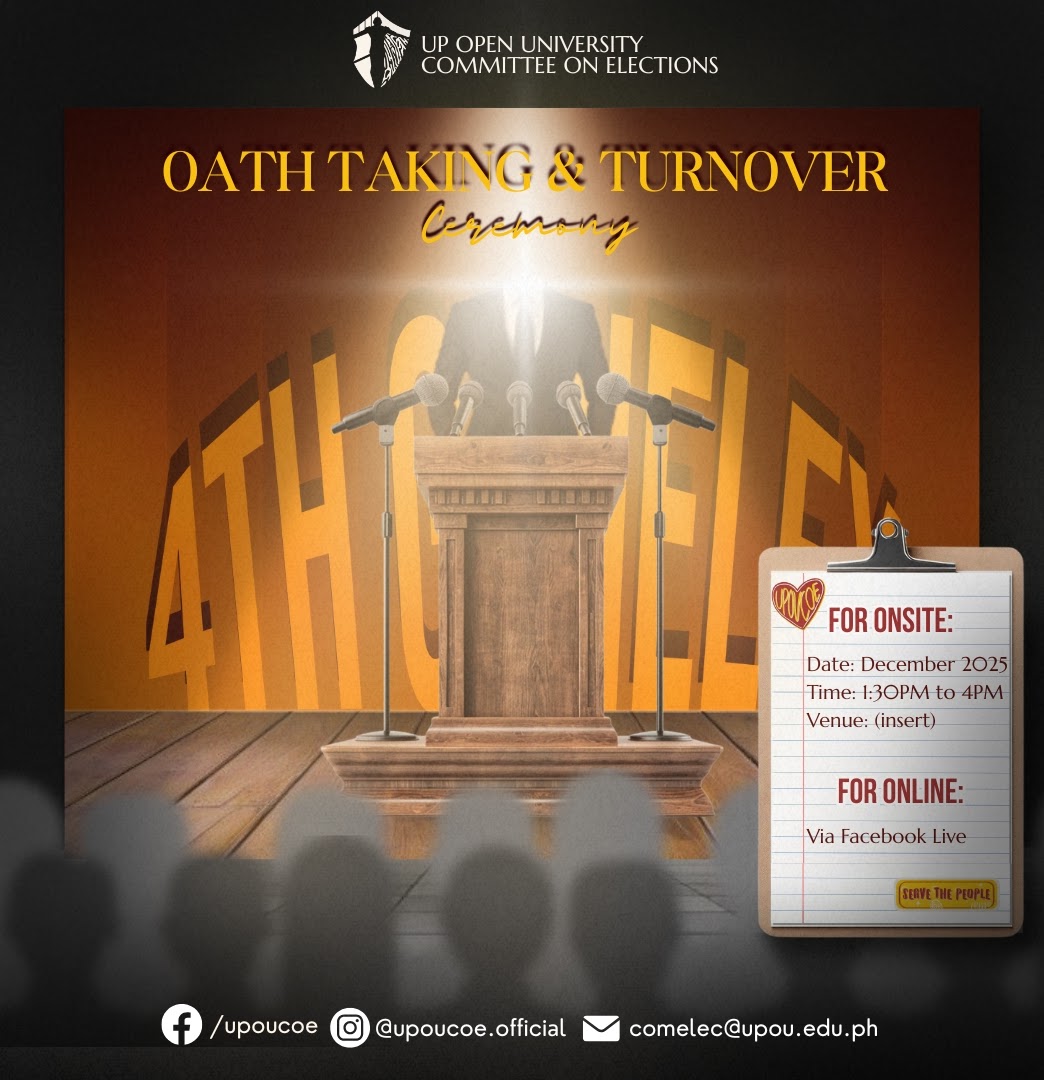 UP OPEN UNIVERSITY
COMMITTEE ON ELECTIONS
OATH TAKING & TURNOVER
Ceremony
4TH
UPOUCOE
FOR ONSITE:
Date: December 2025
Time: 1:30PM to 4PM
Venue: (insert)
FOR ONLINE:
Via Facebook Live
SERVE THE PEOPLE
/upoucoe
@upoucoe.official
comelec@upou.edu.ph